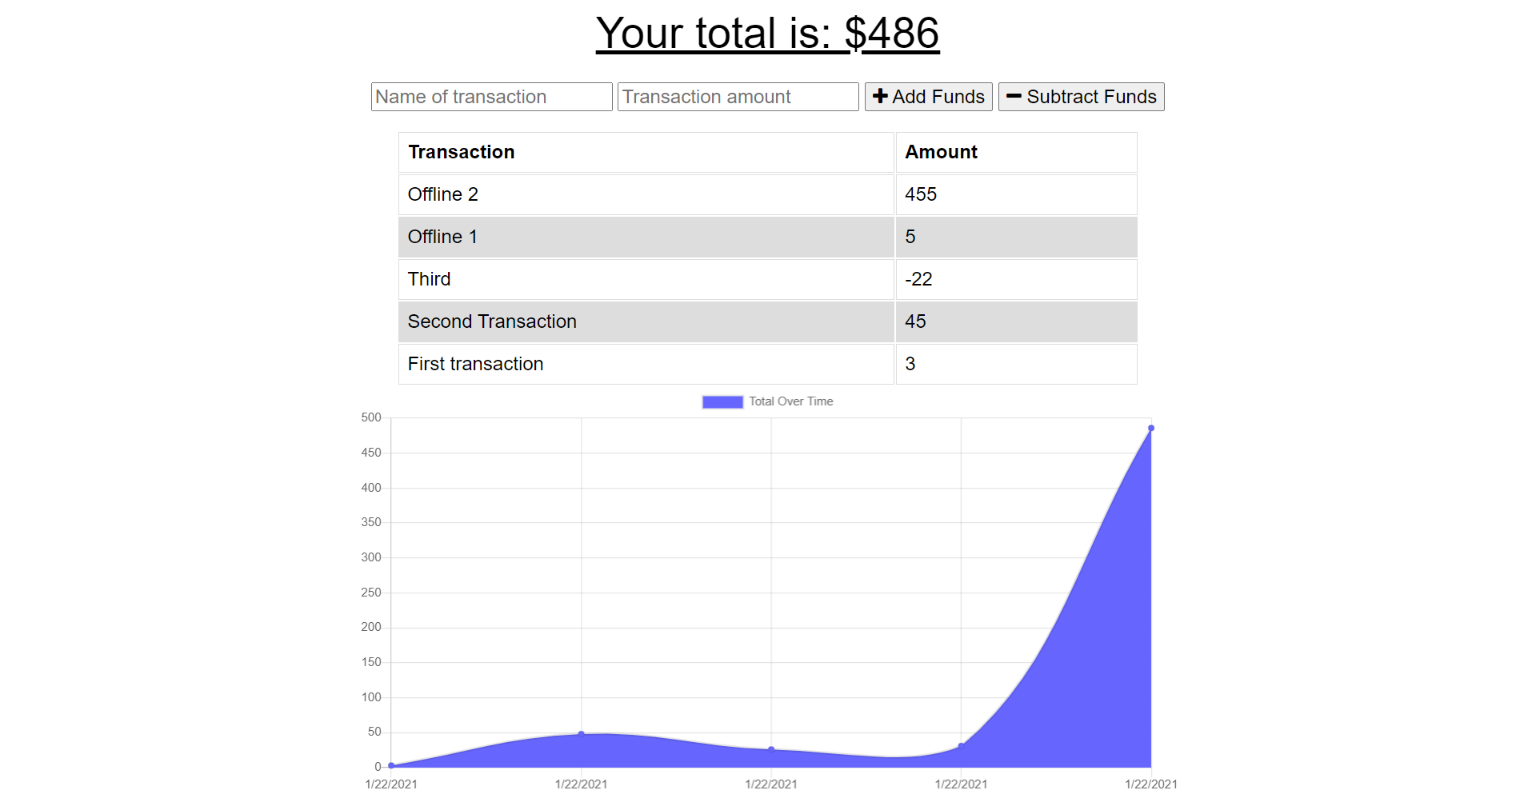 Your total is: $486
Name of transaction Transaction amount Add Funds Subtract Funds
Transaction Amount
Offline 2 455
Offline 1 5
Third -22
Second Transaction 45
First transaction 3
Total Over Time
500
450
400
350
300
250
200
150
100
50
0
1/22/2021 1/22/2021 1/22/2021 1/22/2021 1/22/2021